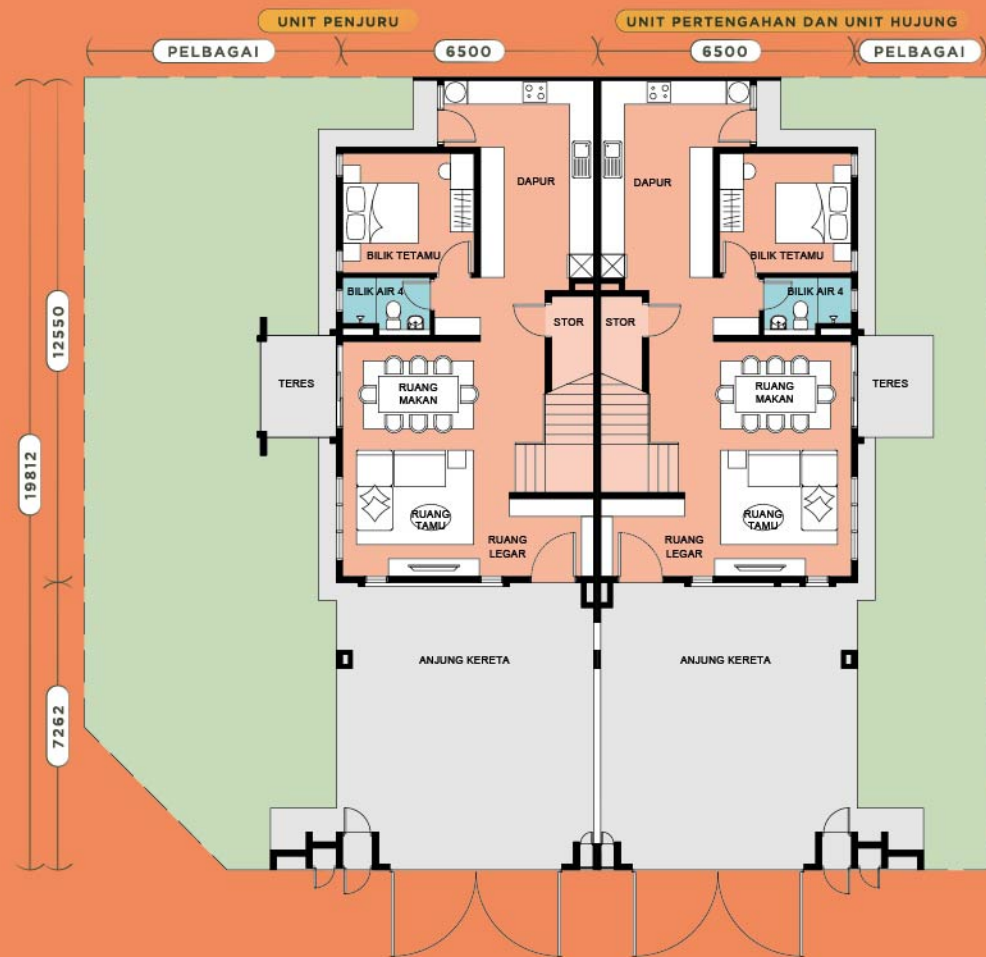 UNIT PENJURU
UNIT PERTENGAHAN DAN UNIT HUJUNG
PELBAGAI
6500
6500
PELBAGAI
DAPUR
DAPUR
BILIK TETAMU
BILIK TETAMU
BILIK AIR 4
BILIK AIR 4
12550
STOR
STOR
TERES
RUANG
MAKAN
RUANG
MAKAN
TERES
19812
RUANG
TAMU
RUANG
LEGAR
RUANG
LEGAR
RUANG
TAMU
ANJUNG KERETA
ANJUNG KERETA
7262